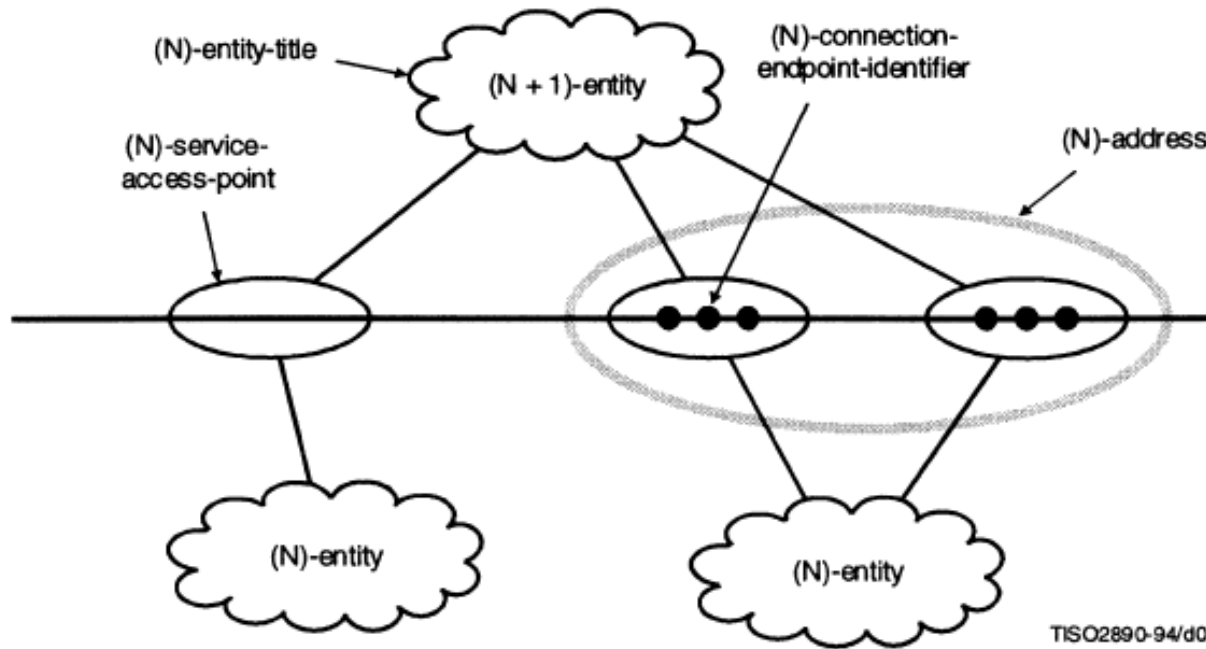 (N)-entity-title
(N)-connection-
endpoint-identifier
(N + 1)-entity
(N)-service-
access-point
(N)-address
(N)-entity
(N)-entity
TISO2890-94/d0